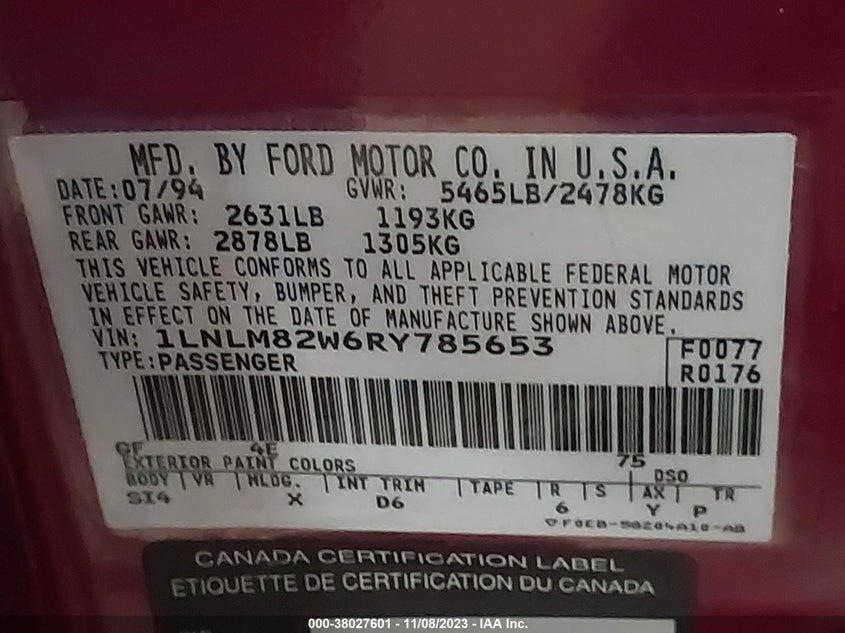 MFD. BY FORD MOTOR CO. IN U.S.A.
DATE: 07/94 GVWR: 5465LB/2478KG
FRONT GAWR: 2631LB 1193KG
REAR GAWR: 2878LB 1305KG
THIS VEHICLE CONFORMS TO ALL APPLICABLE FEDERAL MOTOR
VEHICLE SAFETY, BUMPER, AND THEFT PREVENTION STANDARDS
IN EFFECT ON THE DATE OF MANUFACTURE SHOWN ABOVE.
VIN: 1LNLM82W6RY785653 F0077
TYPE: PASSENGER R0176
GF 4E 75
EXTERIOR PAINT COLORS DSO
BODY VR MLDG. INT TRIM TAPE R S AX TR
SI4 X D6 6 Y P
CANADA CERTIFICATION LABEL
ETIQUETTE DE CERTIFICATION DU CANADA
000-38027601 - 11/08/2023 - IAA Inc.